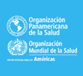 Organización
Panamericana
de la Salud
Organización
Mundial de la Salud
Américas